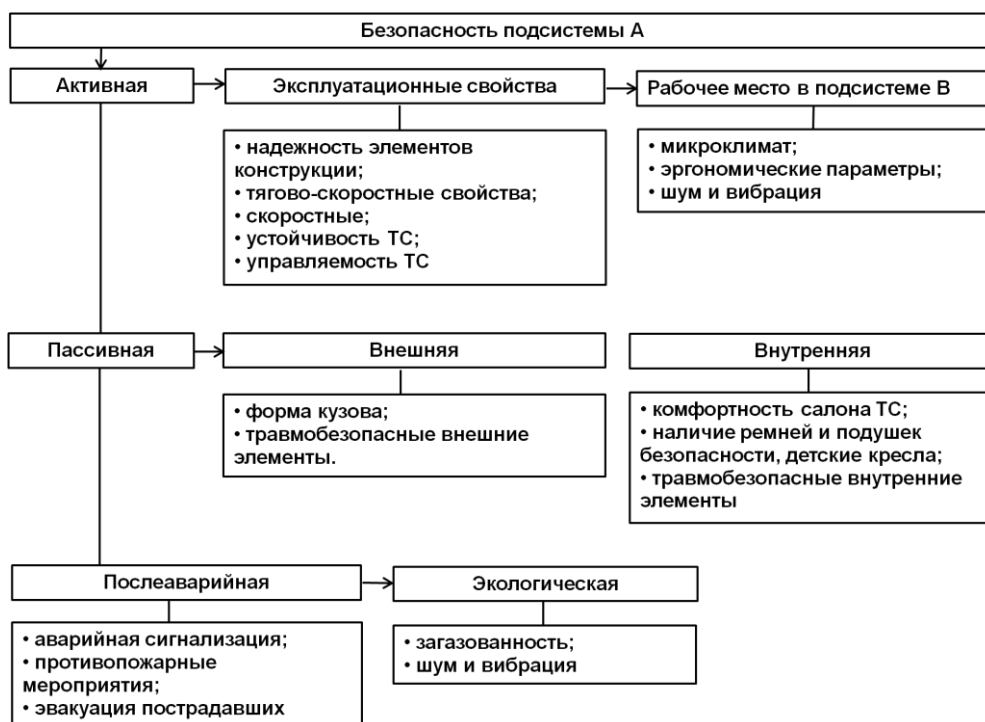 Безопасность подсистемы А
Активная
Эксплуатационные свойства
Рабочее место в подсистеме В
• надежность элементов
конструкции;
• тягово-скоростные свойства;
• скоростные;
• устойчивость ТС;
• управляемость ТС
• микроклимат;
• эргономические параметры;
• шум и вибрация
Пассивная
Внешняя
Внутренняя
• форма кузова;
• травмобезопасные внешние
элементы.
• комфортность салона ТС;
• наличие ремней и подушек
безопасности, детские кресла;
• травмобезопасные внутренние
элементы
Послеаварийная
Экологическая
• аварийная сигнализация;
• противопожарные
мероприятия;
• эвакуация пострадавших
• загазованность;
• шум и вибрация